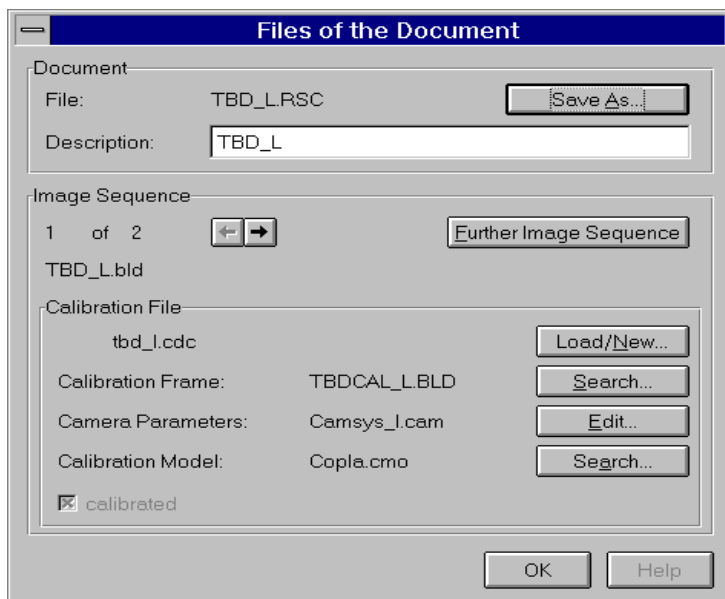 Files of the Document
Document
File: TBD_L.RSC Save As...
Description: TBD_L
Image Sequence
1 of 2 Further Image Sequence
TBD_L.bld
Calibration File
tbd_l.cdc Load/New...
Calibration Frame: TBDCAL_L.BLD Search...
Camera Parameters: Camsys_l.cam Edit...
Calibration Model: Copla.cmo Search...
calibrated
OK Help